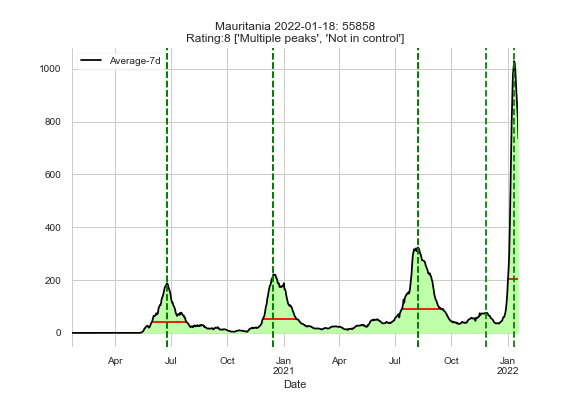 Mauritania 2022-01-18: 55858
Rating:8 ['Multiple peaks', 'Not in control']
Average-7d
1000
800
600
400
200
0
Apr Jul Oct Jan Apr Jul Oct Jan
2021 2022
Date